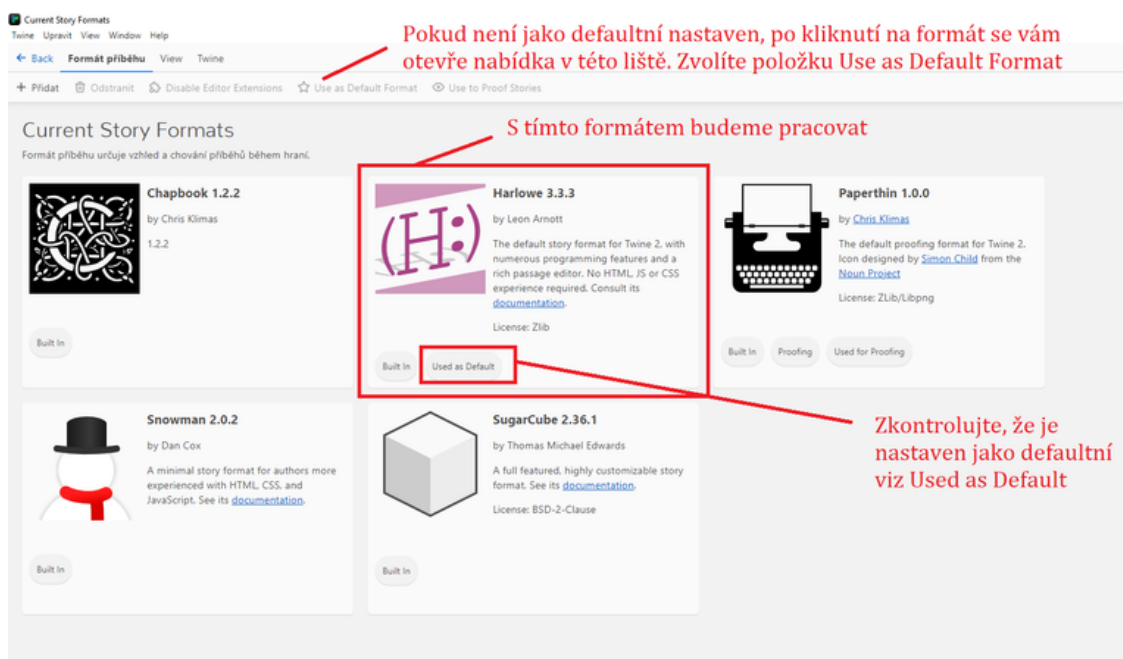 Current Story Formats
Twine Upravit View Window Help
Pokud není jako defaultní nastaven, po kliknutí na formát se vám
otevře nabídka v této liště. Zvolíte položku Use as Default Format
← Back Formát příběhu View Twine
+ Přidat Odstranit Disable Editor Extensions Use as Default Format Use to Proof Stories
Current Story Formats
S tímto formátem budeme pracovat
Formát příběhu určuje vzhled a chování příběhů během hraní.
Chapbook 1.2.2
by Chris Klimas
1.2.2
Built In
(H:)
Harlowe 3.3.3
by Leon Arnott
The default story format for Twine 2, with
numerous programming features and a
rich passage editor. No HTML, JS or CSS
experience required. Consult its
documentation.
License: Zlib
Built In Used as Default
Paperthin 1.0.0
by Chris Klimas
The default proofing format for Twine 2.
Icon designed by Simon Child from the
Noun Project
License: ZLib/Libpng
Built In Proofing Used for Proofing
Zkontrolujte, že je
nastaven jako defaultní
viz Used as Default
Snowman 2.0.2
by Dan Cox
A minimal story format for authors more
experienced with HTML, CSS, and
JavaScript. See its documentation.
Built In
SugarCube 2.36.1
by Thomas Michael Edwards
A full featured, highly customizable story
format. See its documentation.
License: BSD-2-Clause
Built In